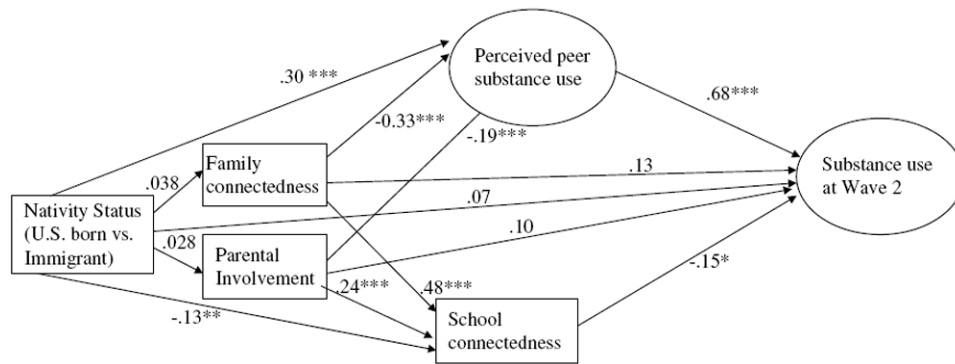 Perceived peer
substance use
.30 ***
.68***
-0.33***
-.19***
Family
connectedness
.13
Substance use
at Wave 2
.038
.07
Nativity Status
(U.S. born vs.
Immigrant)
.028
.10
Parental
Involvement
.24***
.48***
-.15*
-.13**
School
connectedness